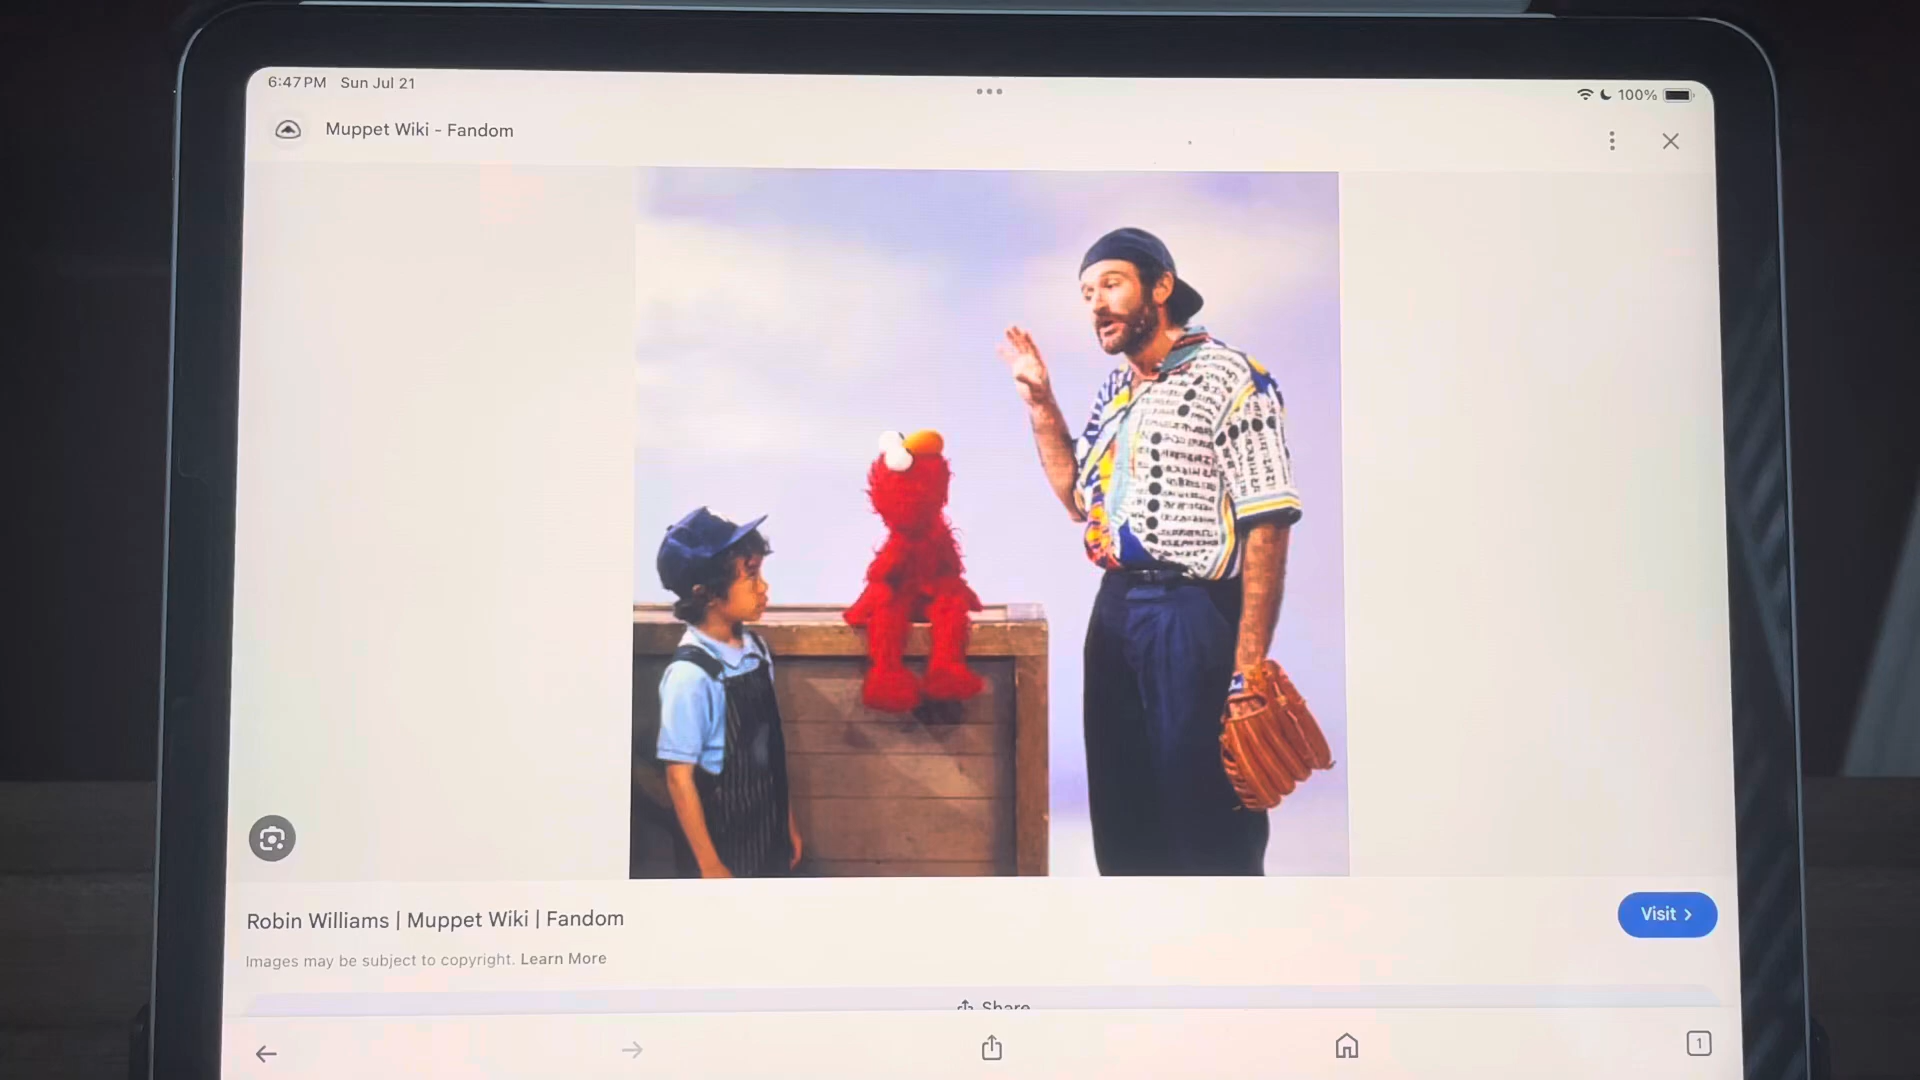 6:47 PM Sun Jul 21
100%
Muppet Wiki - Fandom
Robin Williams | Muppet Wiki | Fandom
Visit
Images may be subject to copyright. Learn More
Share
1